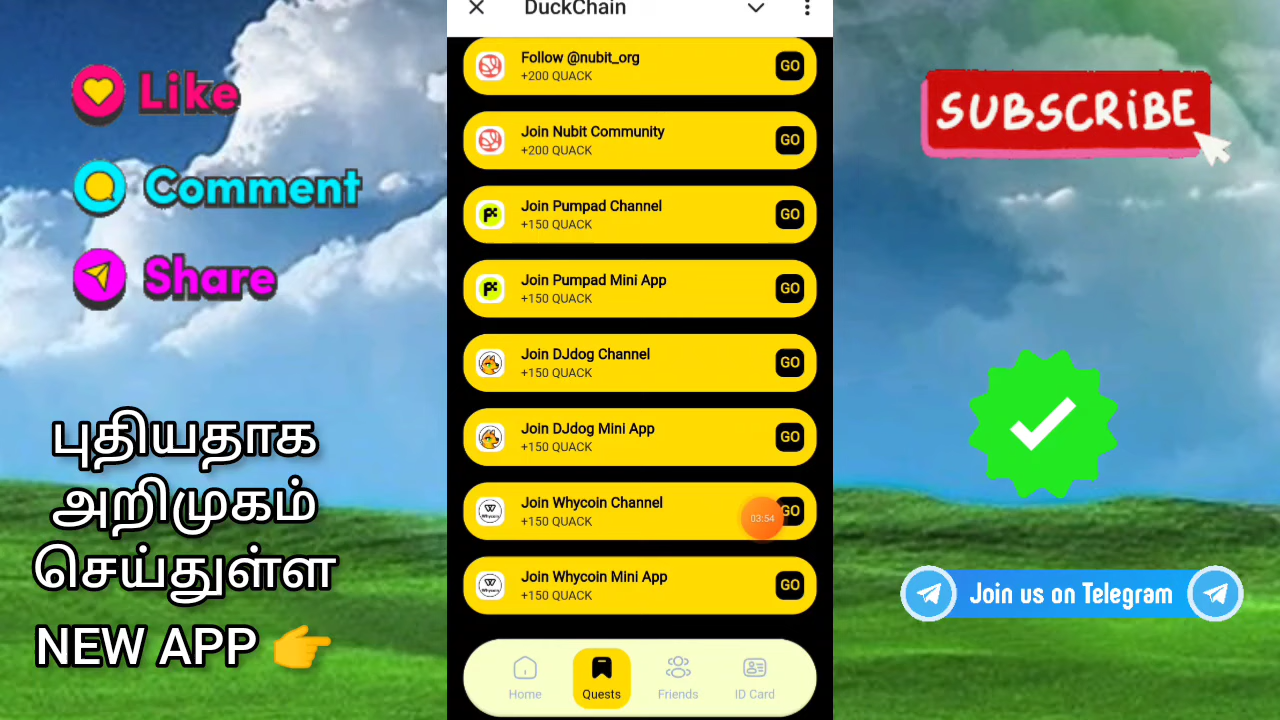 Like
Comment
Share
புதியதாக
அறிமுகம்
செய்துள்ள
NEW APP 👉
DuckChain
Follow @nubit_org
+200 QUACK
GO
Join Nubit Community
+200 QUACK
GO
Join Pumpad Channel
+150 QUACK
GO
Join Pumpad Mini App
+150 QUACK
GO
Join DJdog Channel
+150 QUACK
GO
Join DJdog Mini App
+150 QUACK
GO
Join Whycoin Channel
+150 QUACK
03:54
GO
Join Whycoin Mini App
+150 QUACK
GO
Home
Quests
Friends
ID Card
SUBSCRIBE
Join us on Telegram